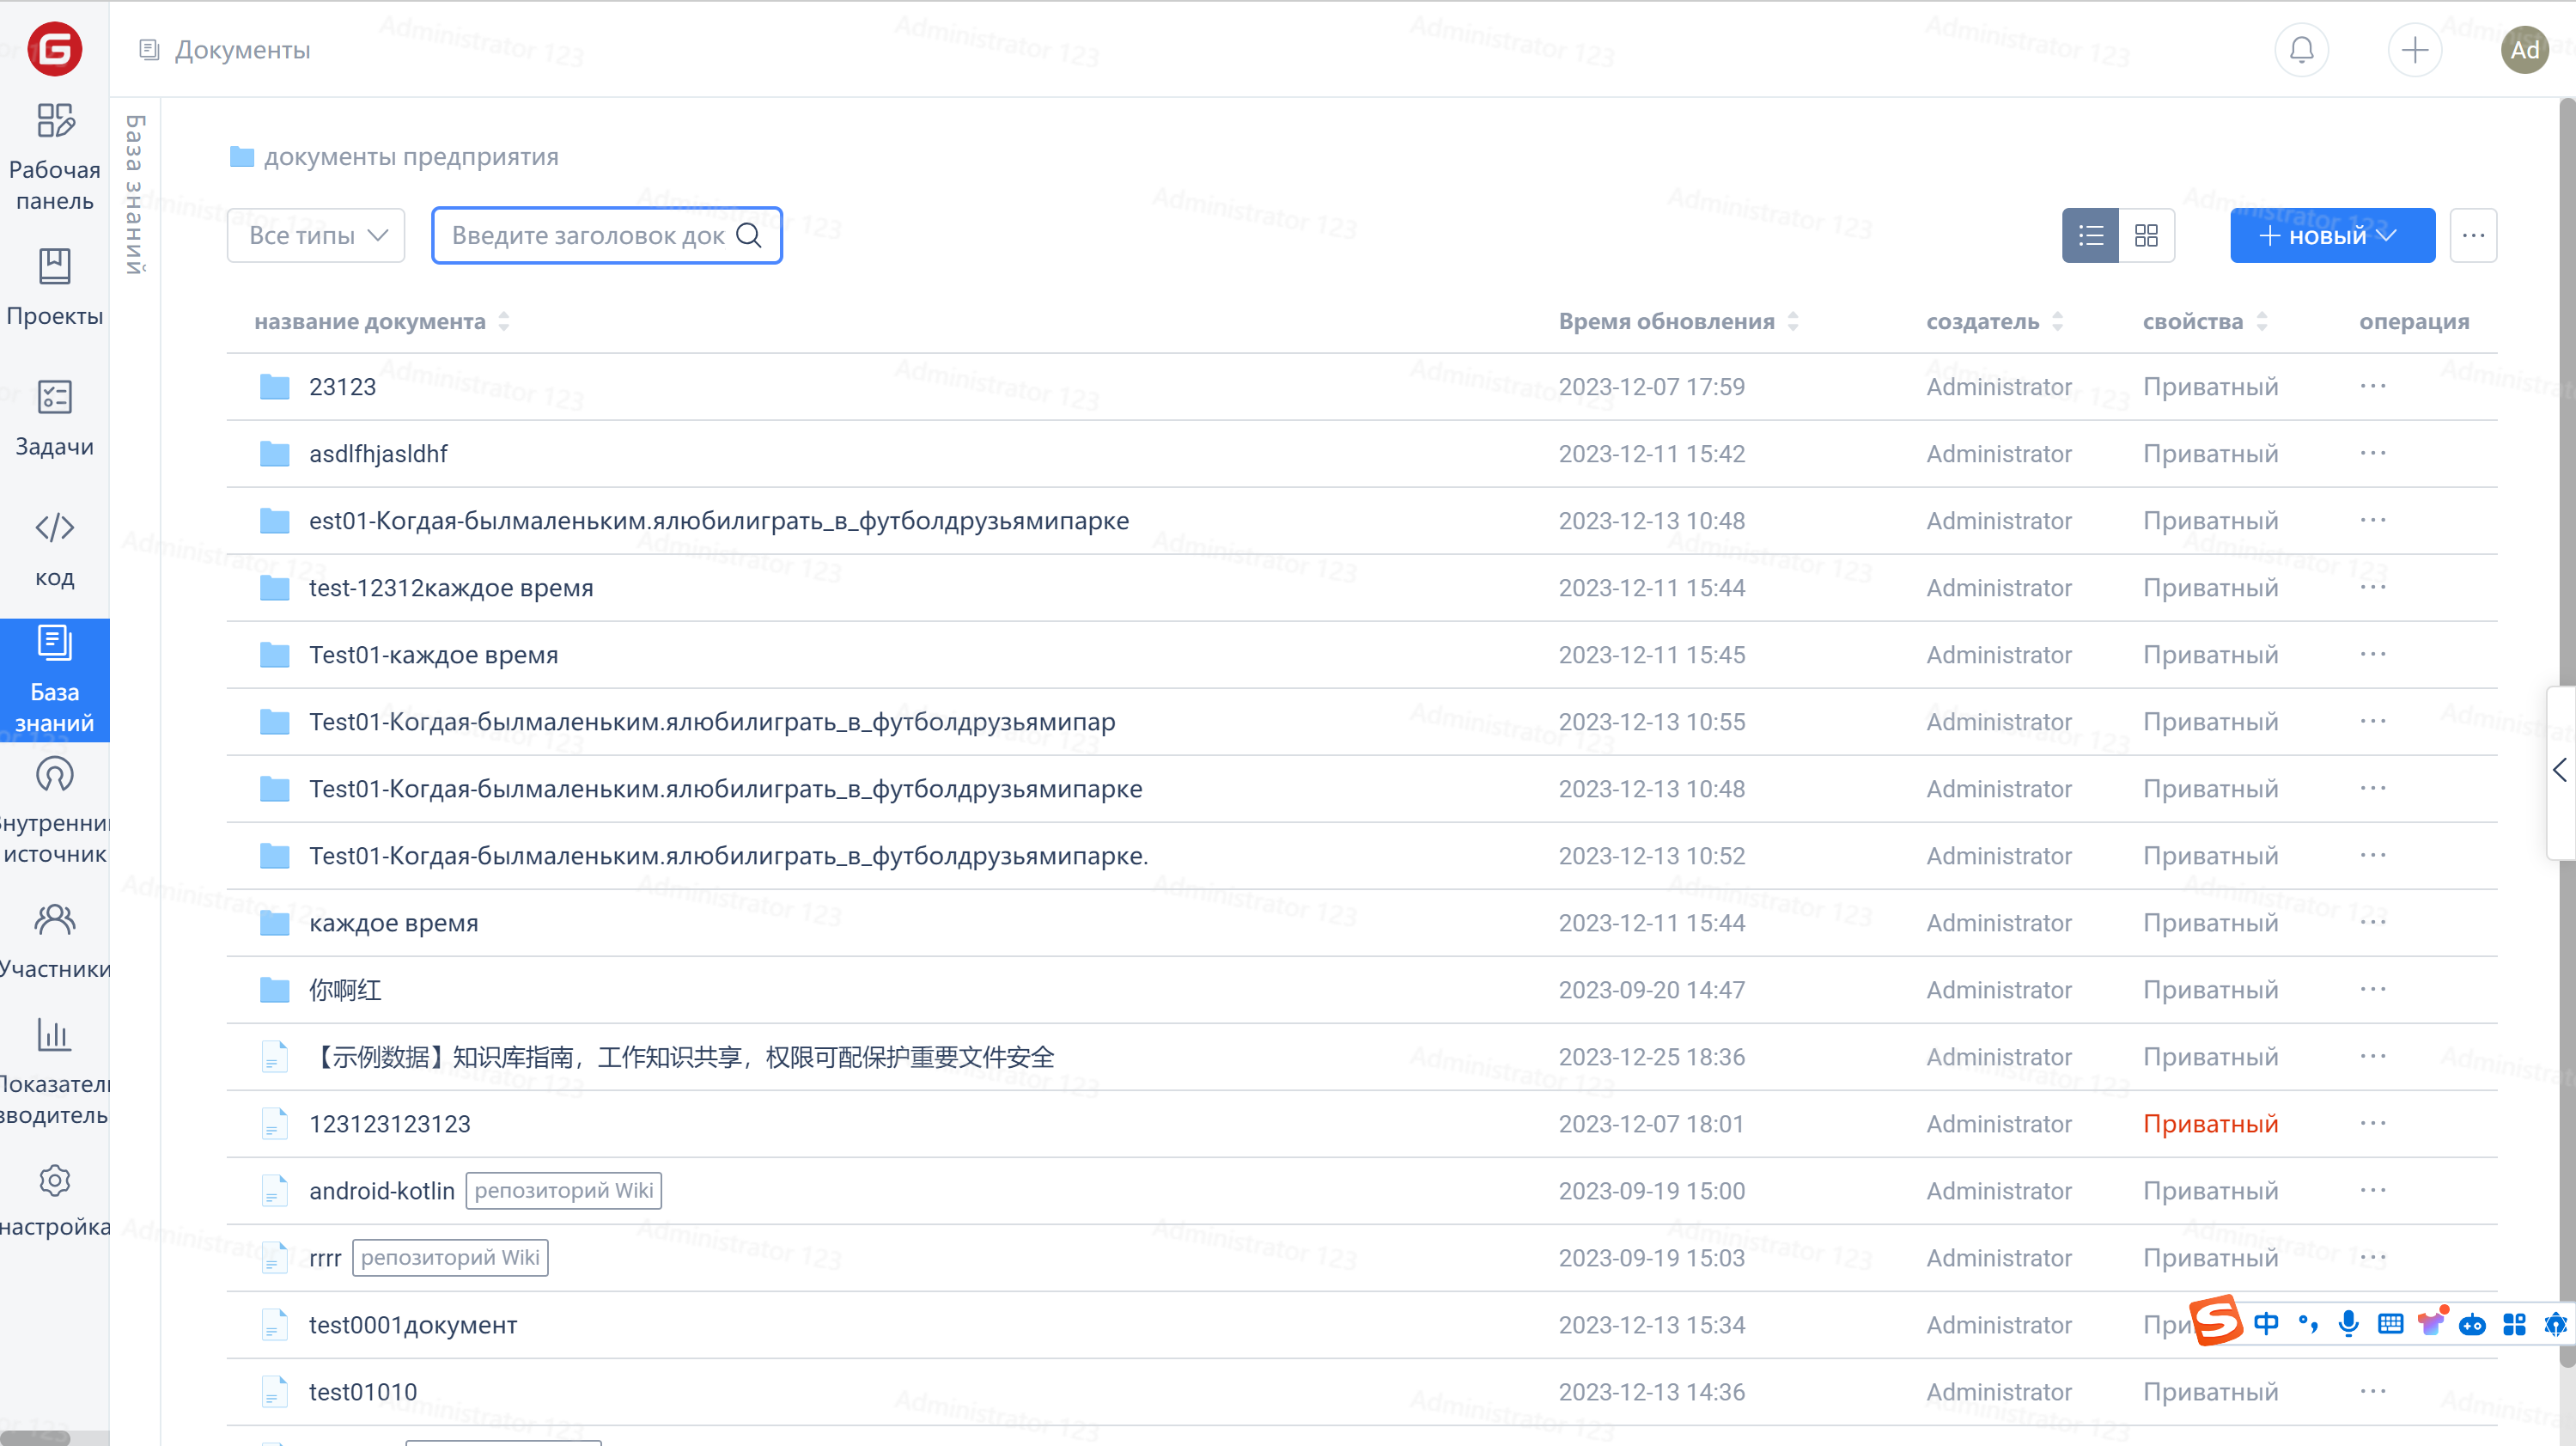 Документы
Ad
Рабочая
панель
Проекты
Задачи
код
База
знаний
источник
Участники
настройка
База знаний
документы предприятия
Все типы
Введите заголовок док
новый
название документа
Время обновления
создатель
свойства
операция
23123 2023-12-07 17:59 Administrator Приватный
asdlfhjasldhf 2023-12-11 15:42 Administrator Приватный
est01-Когдая-былмаленьким.ялюбилиграть_в_футболдрузьямипарке 2023-12-13 10:48 Administrator Приватный
test-12312каждое время 2023-12-11 15:44 Administrator Приватный
Test01-каждое время 2023-12-11 15:45 Administrator Приватный
Test01-Когдая-былмаленьким.ялюбилиграть_в_футболдрузьямипар 2023-12-13 10:55 Administrator Приватный
Test01-Когдая-былмаленьким.ялюбилиграть_в_футболдрузьямипарке 2023-12-13 10:48 Administrator Приватный
Test01-Когдая-былмаленьким.ялюбилиграть_в_футболдрузьямипарке. 2023-12-13 10:52 Administrator Приватный
каждое время 2023-12-11 15:44 Administrator Приватный
你啊红 2023-09-20 14:47 Administrator Приватный
【示例数据】知识库指南，工作知识共享，权限可配保护重要文件安全 2023-12-25 18:36 Administrator Приватный
123123123123 2023-12-07 18:01 Administrator Приватный
android-kotlin репозиторий Wiki 2023-09-19 15:00 Administrator Приватный
rrrr репозиторий Wiki 2023-09-19 15:03 Administrator Приватный
test0001документ 2023-12-13 15:34 Administrator При
中
test01010 2023-12-13 14:36 Administrator Приватный
Administrator 123